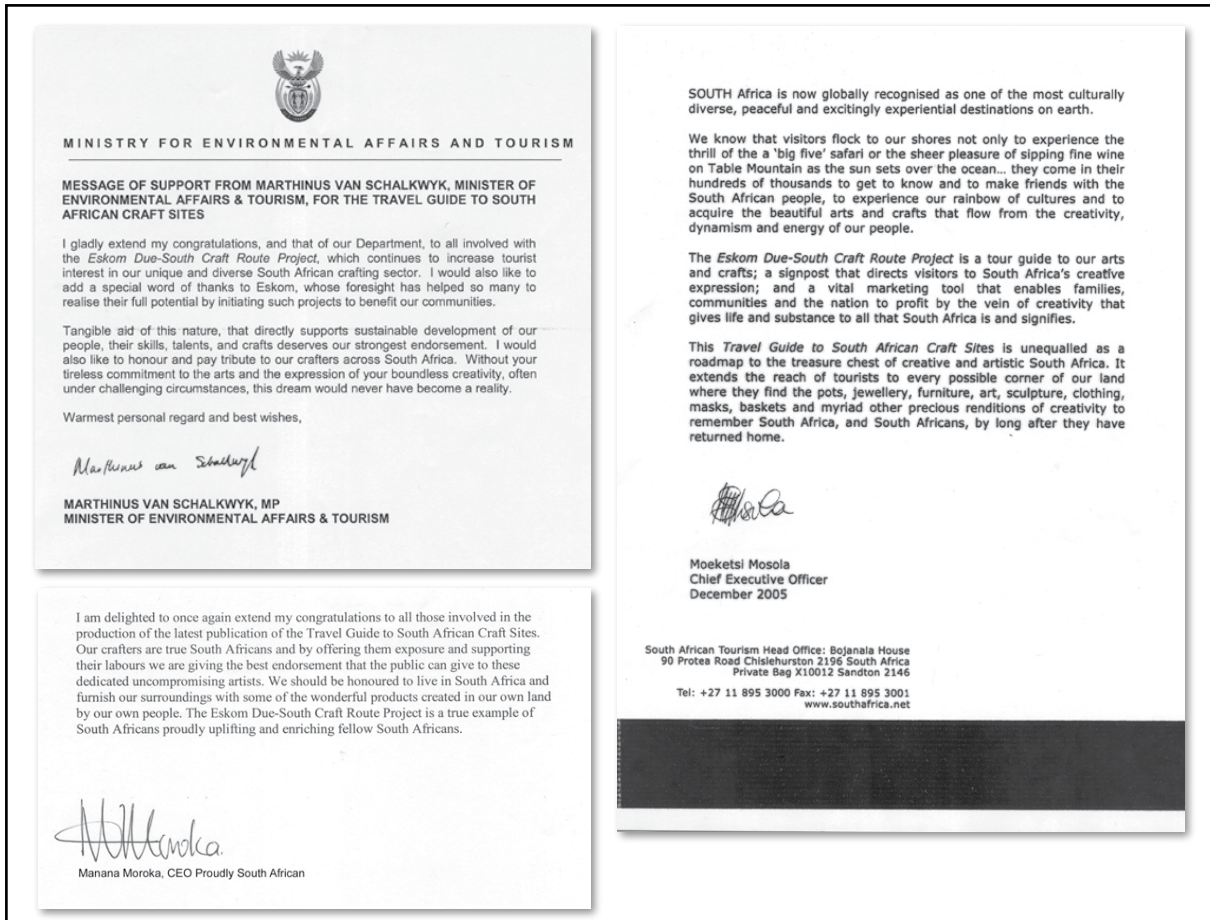 MINISTRY FOR ENVIRONMENTAL AFFAIRS AND TOURISM
MESSAGE OF SUPPORT FROM MARTHINUS VAN SCHALKWYK, MINISTER OF
ENVIRONMENTAL AFFAIRS & TOURISM, FOR THE TRAVEL GUIDE TO SOUTH
AFRICAN CRAFT SITES
I gladly extend my congratulations, and that of our Department, to all involved with
the Eskom Due-South Craft Route Project, which continues to increase tourist
interest in our unique and diverse South African crafting sector. I would also like to
add a special word of thanks to Eskom, whose foresight has helped so many to
realise their full potential by initiating such projects to benefit our communities.
Tangible aid of this nature, that directly supports sustainable development of our
people, their skills, talents, and crafts deserves our strongest endorsement. I would
also like to honour and pay tribute to our crafters across South Africa. Without your
tireless commitment to the arts and the expression of your boundless creativity, often
under challenging circumstances, this dream would never have become a reality.
Warmest personal regard and best wishes,
Marthinus van Schalkwyk
MARTHINUS VAN SCHALKWYK, MP
MINISTER OF ENVIRONMENTAL AFFAIRS & TOURISM
I am delighted to once again extend my congratulations to all those involved in the
production of the latest publication of the Travel Guide to South African Craft Sites.
Our crafters are true South Africans and by offering them exposure and supporting
their labours we are giving the best endorsement that the public can give to these
dedicated uncompromising artists. We should be honoured to live in South Africa and
furnish our surroundings with some of the wonderful products created in our own land
by our own people. The Eskom Due-South Craft Route Project is a true example of
South Africans proudly uplifting and enriching fellow South Africans.
Manana Moroka, CEO Proudly South African
SOUTH Africa is now globally recognised as one of the most culturally
diverse, peaceful and excitingly experiential destinations on earth.
We know that visitors flock to our shores not only to experience the
thrill of the a 'big five' safari or the sheer pleasure of sipping fine wine
on Table Mountain as the sun sets over the ocean... they come in their
hundreds of thousands to get to know and to make friends with the
South African people, to experience our rainbow of cultures and to
acquire the beautiful arts and crafts that flow from the creativity,
dynamism and energy of our people.
The Eskom Due-South Craft Route Project is a tour guide to our arts
and crafts; a signpost that directs visitors to South Africa's creative
expression; and a vital marketing tool that enables families,
communities and the nation to profit by the vein of creativity that
gives life and substance to all that South Africa is and signifies.
This Travel Guide to South African Craft Sites is unequalled as a
roadmap to the treasure chest of creative and artistic South Africa. It
extends the reach of tourists to every possible corner of our land
where they find the pots, jewellery, furniture, art, sculpture, clothing,
masks, baskets and myriad other precious renditions of creativity to
remember South Africa, and South Africans, by long after they have
returned home.
Moeketsi Mosola
Chief Executive Officer
December 2005
South African Tourism Head Office: Bojanala House
90 Protea Road Chislehurston 2196 South Africa
Private Bag X10012 Sandton 2146
Tel: +27 11 895 3000 Fax: +27 11 895 3001
www.southafrica.net